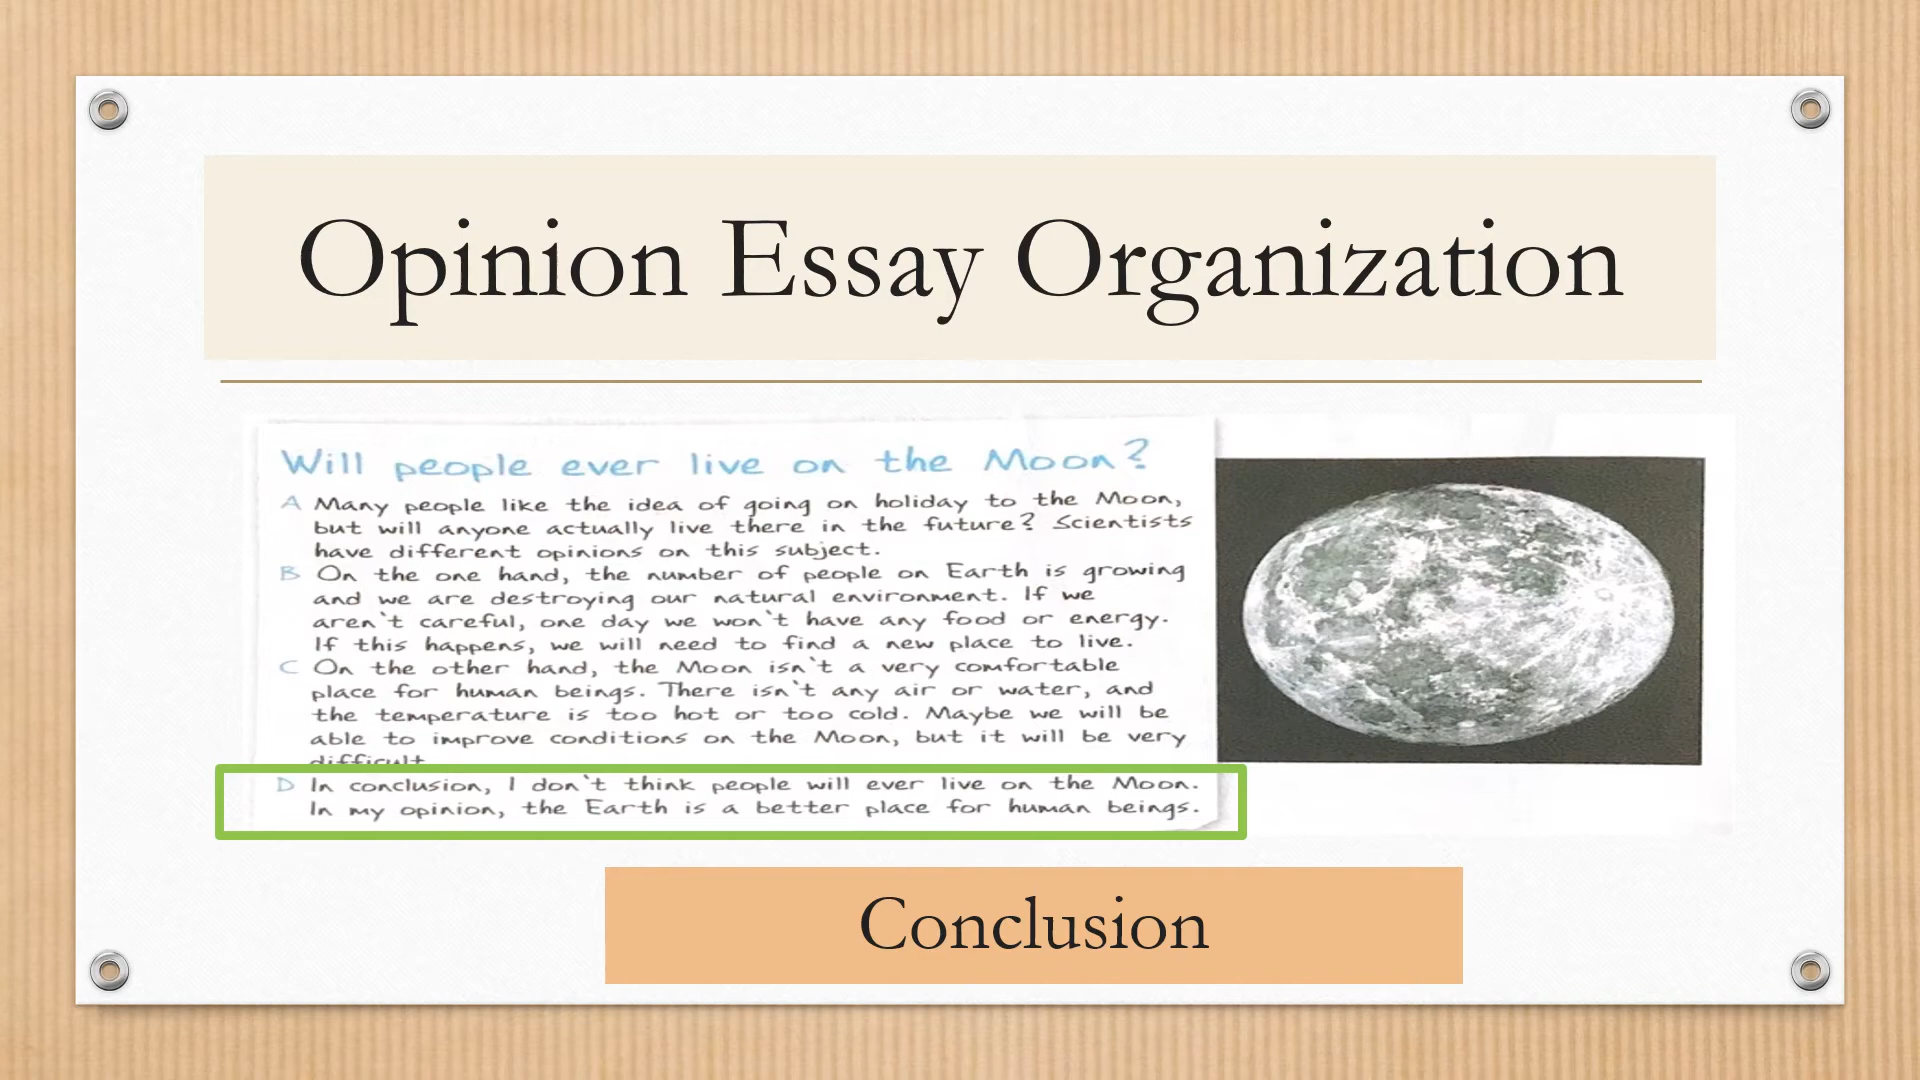 Opinion Essay Organization
Will people ever live on the Moon?
A Many people like the idea of going on holiday to the Moon,
but will anyone actually live there in the future? Scientists
have different opinions on this subject.
B On the one hand, the number of people on Earth is growing
and we are destroying our natural environment. If we
aren't careful, one day we won't have any food or energy.
If this happens, we will need to find a new place to live.
C On the other hand, the Moon isn't a very comfortable
place for human beings. There isn't any air or water, and
the temperature is too hot or too cold. Maybe we will be
able to improve conditions on the Moon, but it will be very
difficult
D In conclusion, I don't think people will ever live on the Moon.
In my opinion, the Earth is a better place for human beings.
Conclusion